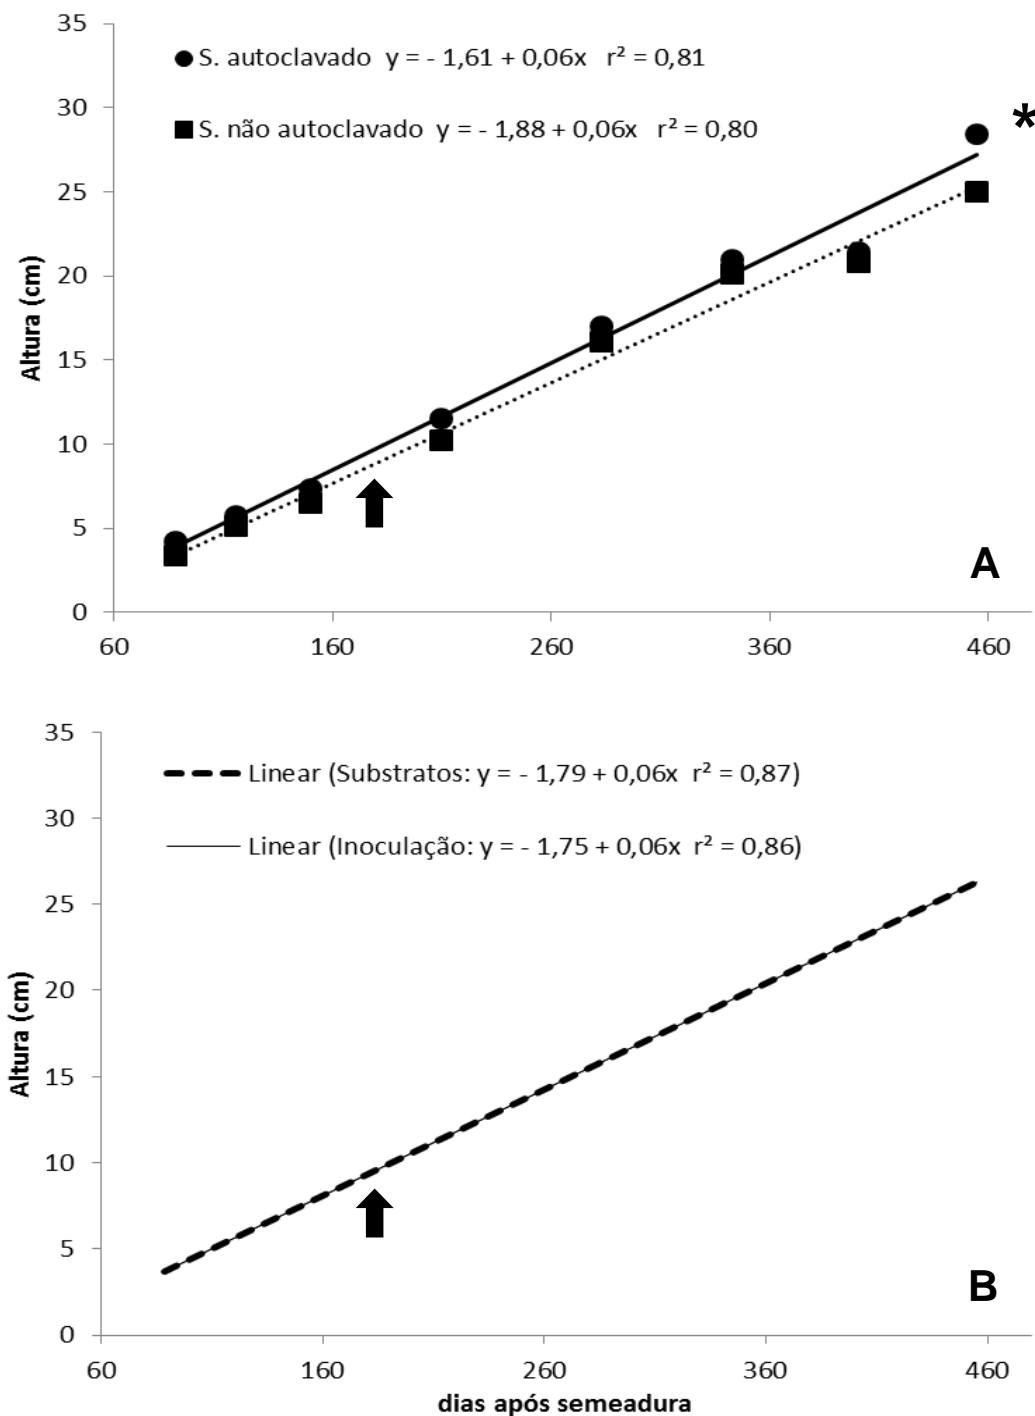 35
S. autoclavado y = - 1,61 + 0,06x r² = 0,81
30
*
S. não autoclavado y = - 1,88 + 0,06x r² = 0,80
25
20
Altura (cm)
15
10
5
A
0
60 160 260 360 460
35
Linear (Substratos: y = - 1,79 + 0,06x r² = 0,87)
30
Linear (Inoculação: y = - 1,75 + 0,06x r² = 0,86)
25
20
Altura (cm)
15
10
5
B
0
60 160 260 360 460
dias após semeadura